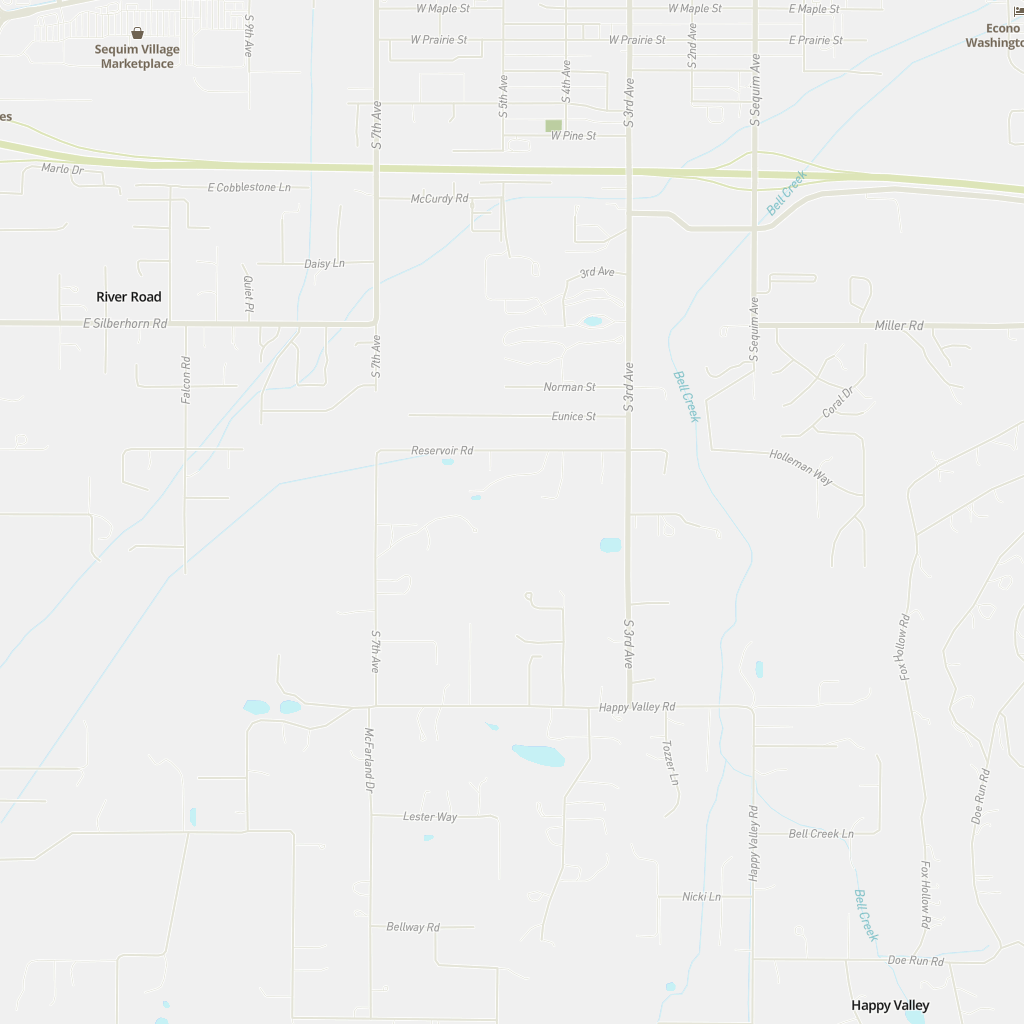 W Maple St
W Maple St
E Maple St
S 9th Ave
Sequim Village
Marketplace
W Prairie St
W Prairie St
S 2nd Ave
E Prairie St
Econo
Washingto
S 5th Ave
S 4th Ave
S 3rd Ave
S Sequim Ave
S 7th Ave
es
W Pine St
Marlo Dr
E Cobblestone Ln
McCurdy Rd
Bell Creek
Daisy Ln
3rd Ave
Quiet Pl
River Road
E Silberhorn Rd
S Sequim Ave
Miller Rd
S 7th Ave
Falcon Rd
Norman St
S 3rd Ave
Bell Creek
Coral Dr
Eunice St
Reservoir Rd
Holleman Way
S 7th Ave
S 3rd Ave
Fox Hollow Rd
Happy Valley Rd
McFarland Dr
Tozzer Ln
Doe Run Rd
Lester Way
Happy Valley Rd
Bell Creek Ln
Fox Hollow Rd
Nicki Ln
Bell Creek
Bellway Rd
Doe Run Rd
Happy Valley